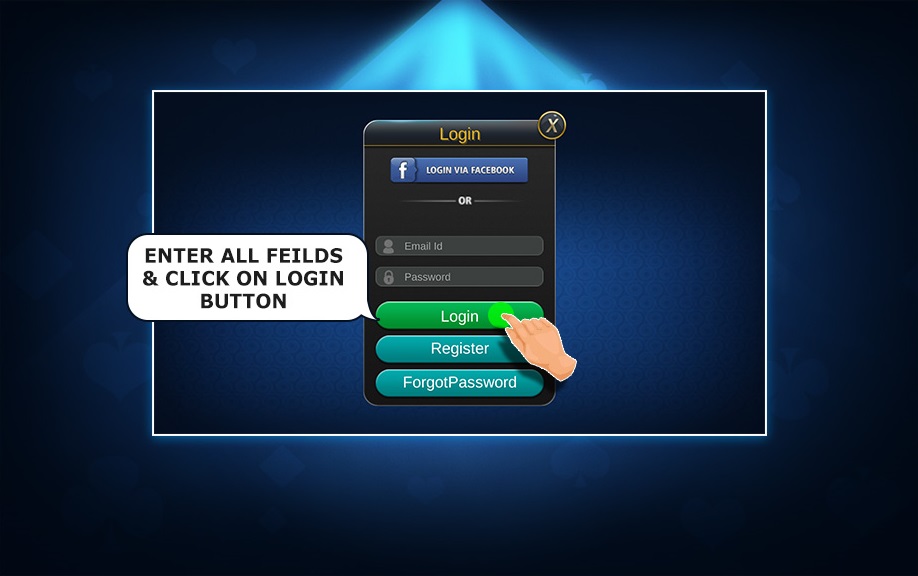 Login
X
f LOGIN VIA FACEBOOK
OR
Email Id
Password
ENTER ALL FEILDS
& CLICK ON LOGIN
BUTTON
Login
Register
ForgotPassword